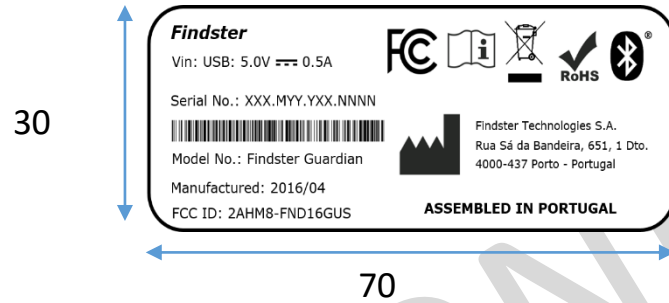 Findster
Vin: USB: 5.0V 0.5A
FC
RoHS
®
Serial No.: XXX.MYY.YXX.NNNN
Model No.: Findster Guardian
Manufactured: 2016/04
FCC ID: 2AHM8-FND16GUS
Findster Technologies S.A.
Rua Sá da Bandeira, 651, 1 Dto.
4000-437 Porto - Portugal
ASSEMBLED IN PORTUGAL
30
70